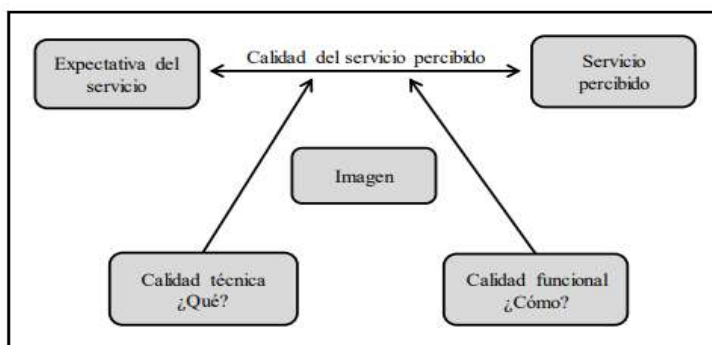 Expectativa del
servicio
Calidad del servicio percibido
Servicio
percibido
Imagen
Calidad técnica
¿Qué?
Calidad funcional
¿Cómo?